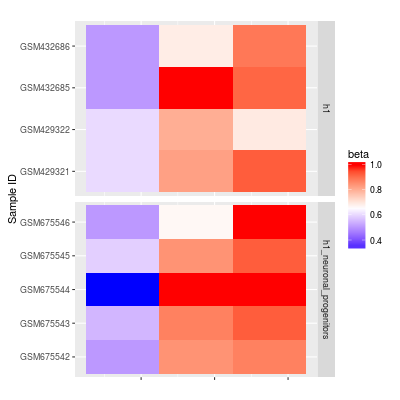 GSM432686
GSM432685
GSM429322
GSM429321
h1
GSM675546
GSM675545
GSM675544
GSM675543
GSM675542
h1_neuronal_progenitors
Sample ID
beta
1.0
0.8
0.6
0.4